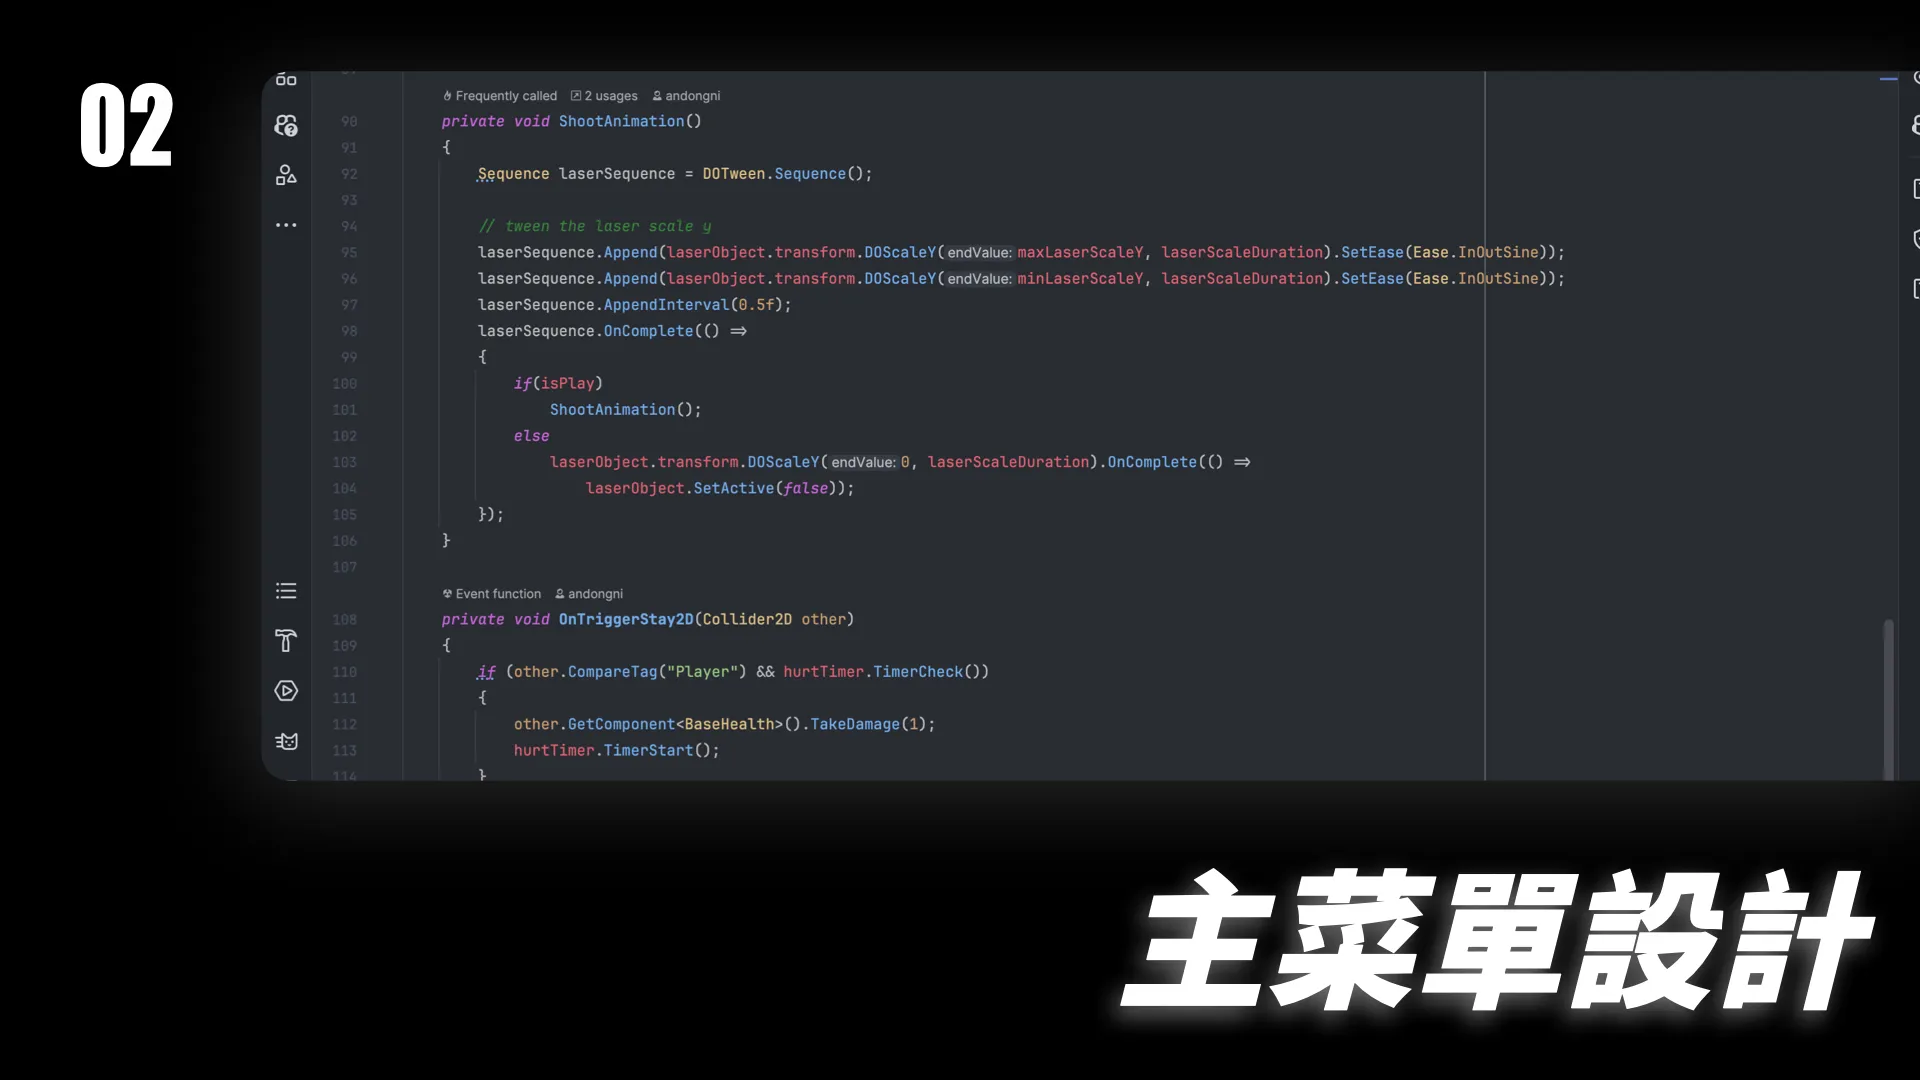 02
Frequently called 2 usages andongni
90 private void ShootAnimation()
91 {
92 Sequence laserSequence = DOTween.Sequence();
93
94 // tween the laser scale y
95 laserSequence.Append(laserObject.transform.DOScaleY( endValue: maxLaserScaleY, laserScaleDuration).SetEase(Ease.InOutSine));
96 laserSequence.Append(laserObject.transform.DOScaleY( endValue: minLaserScaleY, laserScaleDuration).SetEase(Ease.InOutSine));
97 laserSequence.AppendInterval(0.5f);
98 laserSequence.OnComplete(() =>
99 {
100 if(isPlay)
101 ShootAnimation();
102 else
103 laserObject.transform.DOScaleY( endValue: 0, laserScaleDuration).OnComplete(() =>
104 laserObject.SetActive(false));
105 });
106 }
107
Event function andongni
108 private void OnTriggerStay2D(Collider2D other)
109 {
110 if (other.CompareTag("Player") && hurtTimer.TimerCheck())
111 {
112 other.GetComponent<BaseHealth>().TakeDamage(1);
113 hurtTimer.TimerStart();
114 }
主菜單設計